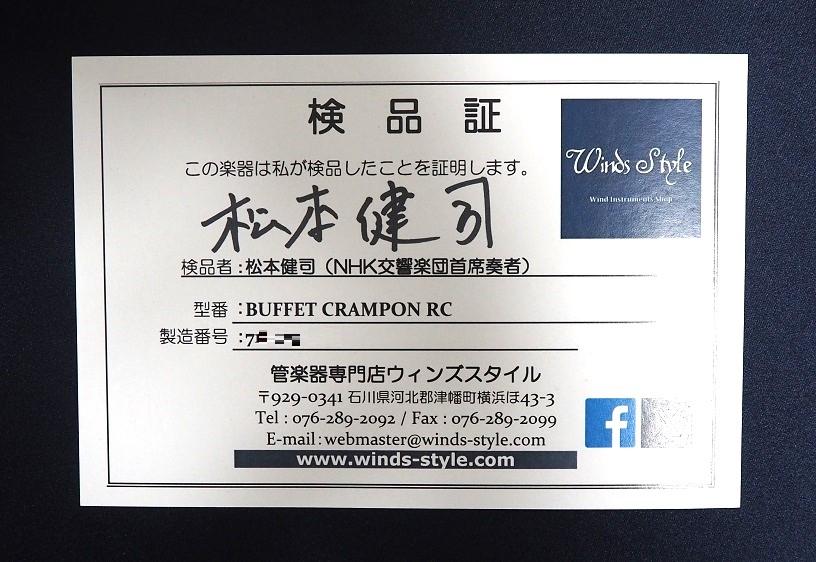 検品証
Winds Style
Wind Instruments Shop
この楽器は私が検品したことを証明します。
松本健司
検品者：松本健司（NHK交響楽団首席奏者）
型番：BUFFET CRAMPON RC
製造番号：7
管楽器専門店ウィンズスタイル
〒929-0341 石川県河北郡津幡町横浜ほ43-3
Tel : 076-289-2092 / Fax : 076-289-2099
E-mail : webmaster@winds-style.com
www.winds-style.com
f